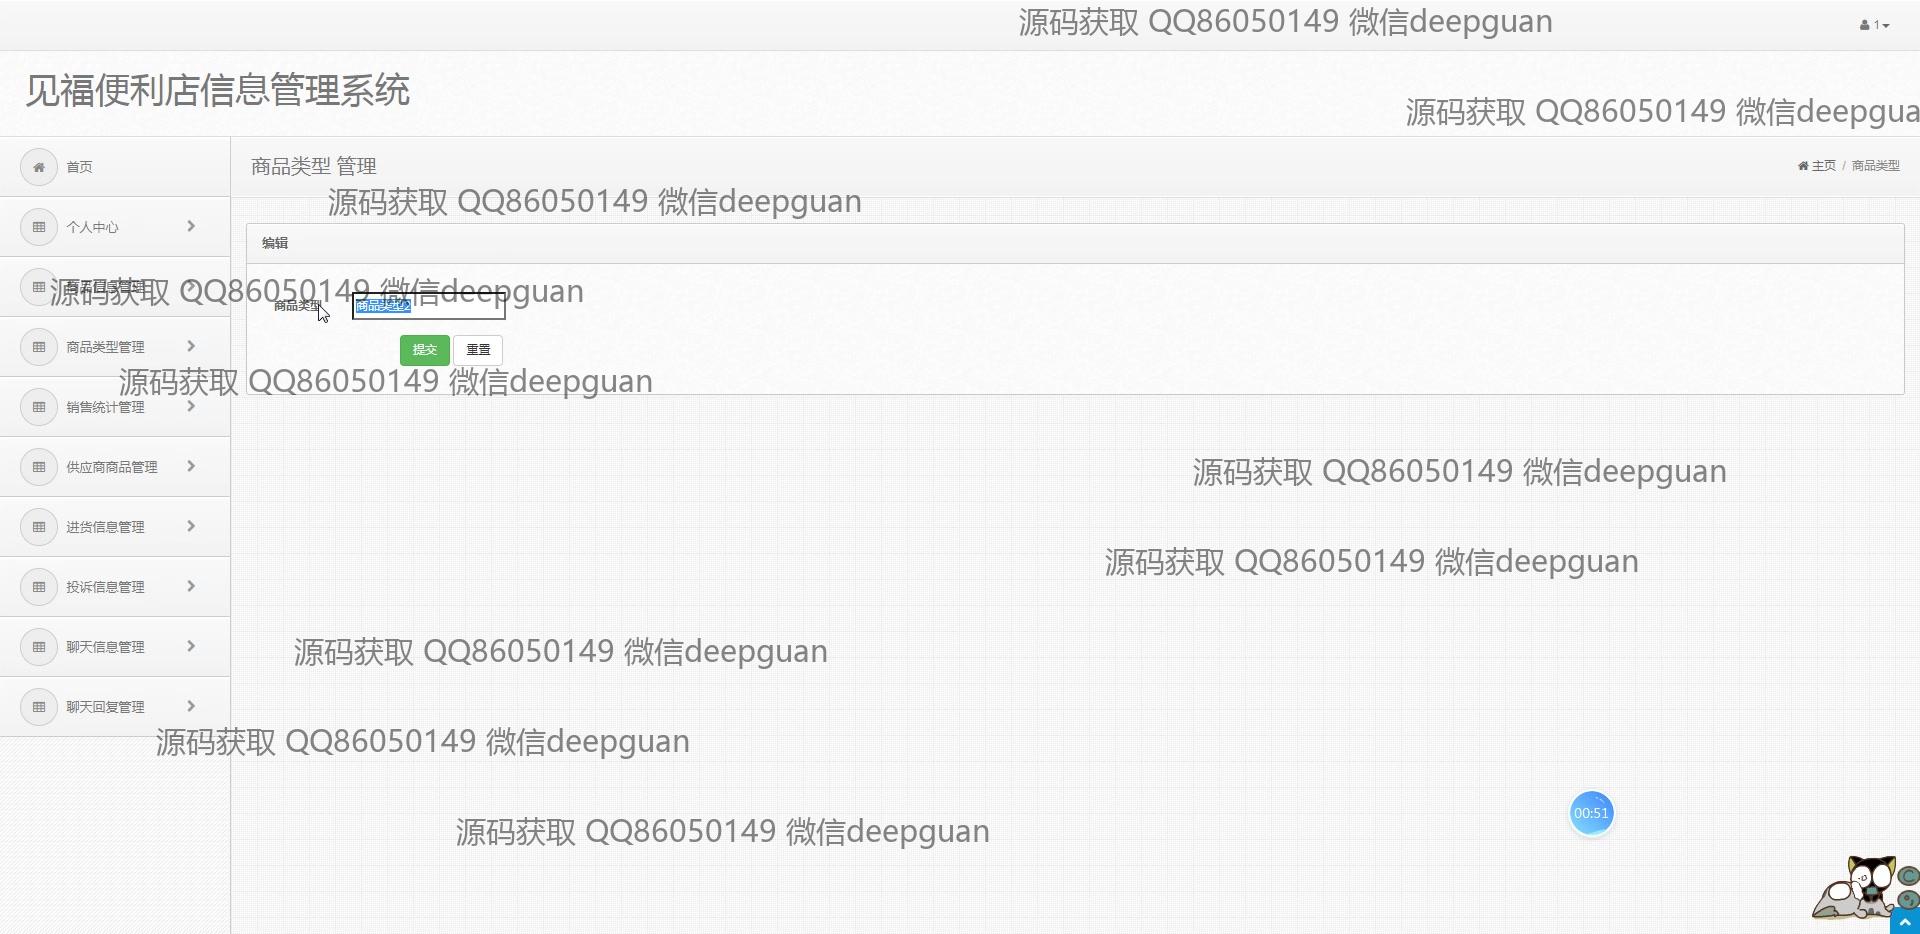 源码获取 QQ86050149 微信deepguan
1
见福便利店信息管理系统
源码获取 QQ86050149 微信deepgua
首页
商品类型 管理
主页 / 商品类型
源码获取 QQ86050149 微信deepguan
个人中心
编辑
商品信息管理
源码获取 QQ86050149 微信deepguan
商品类型
商品类型2
商品类型管理
提交
重置
源码获取 QQ86050149 微信deepguan
销售统计管理
供应商商品管理
源码获取 QQ86050149 微信deepguan
进货信息管理
源码获取 QQ86050149 微信deepguan
投诉信息管理
聊天信息管理
源码获取 QQ86050149 微信deepguan
聊天回复管理
源码获取 QQ86050149 微信deepguan
00:51
源码获取 QQ86050149 微信deepguan